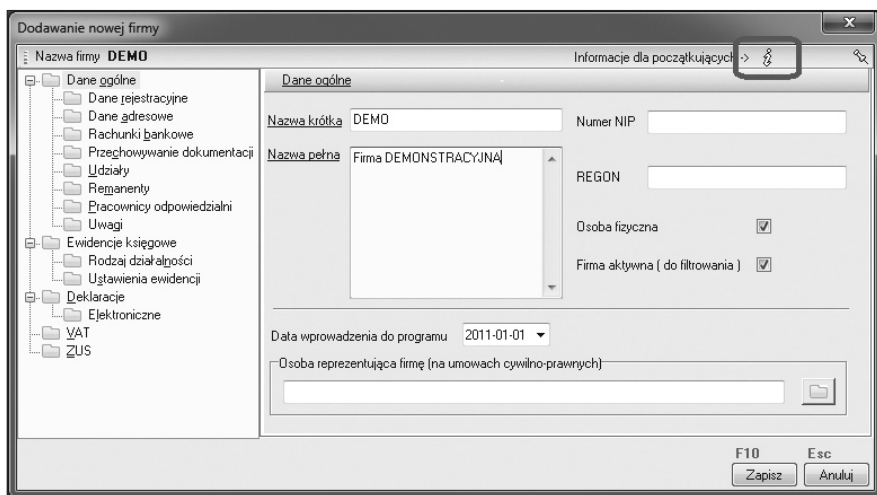 Dodawanie nowej firmy
Nazwa firmy DEMO
Informacje dla początkujących ->
Dane ogólne
Dane rejestracyjne
Dane adresowe
Rachunki bankowe
Przechowywanie dokumentacji
Udziały
Remanenty
Pracownicy odpowiedzialni
Uwagi
Ewidencje księgowe
Rodzaj działalności
Ustawienia ewidencji
Deklaracje
Elektroniczne
VAT
ZUS
Dane ogólne
Nazwa krótka DEMO
Numer NIP
Nazwa pełna Firma DEMONSTRACYJNA
REGON
Osoba fizyczna
Firma aktywna ( do filtrowania )
Data wprowadzenia do programu 2011-01-01
Osoba reprezentująca firmę (na umowach cywilno-prawnych)
F10 Esc
Zapisz Anuluj